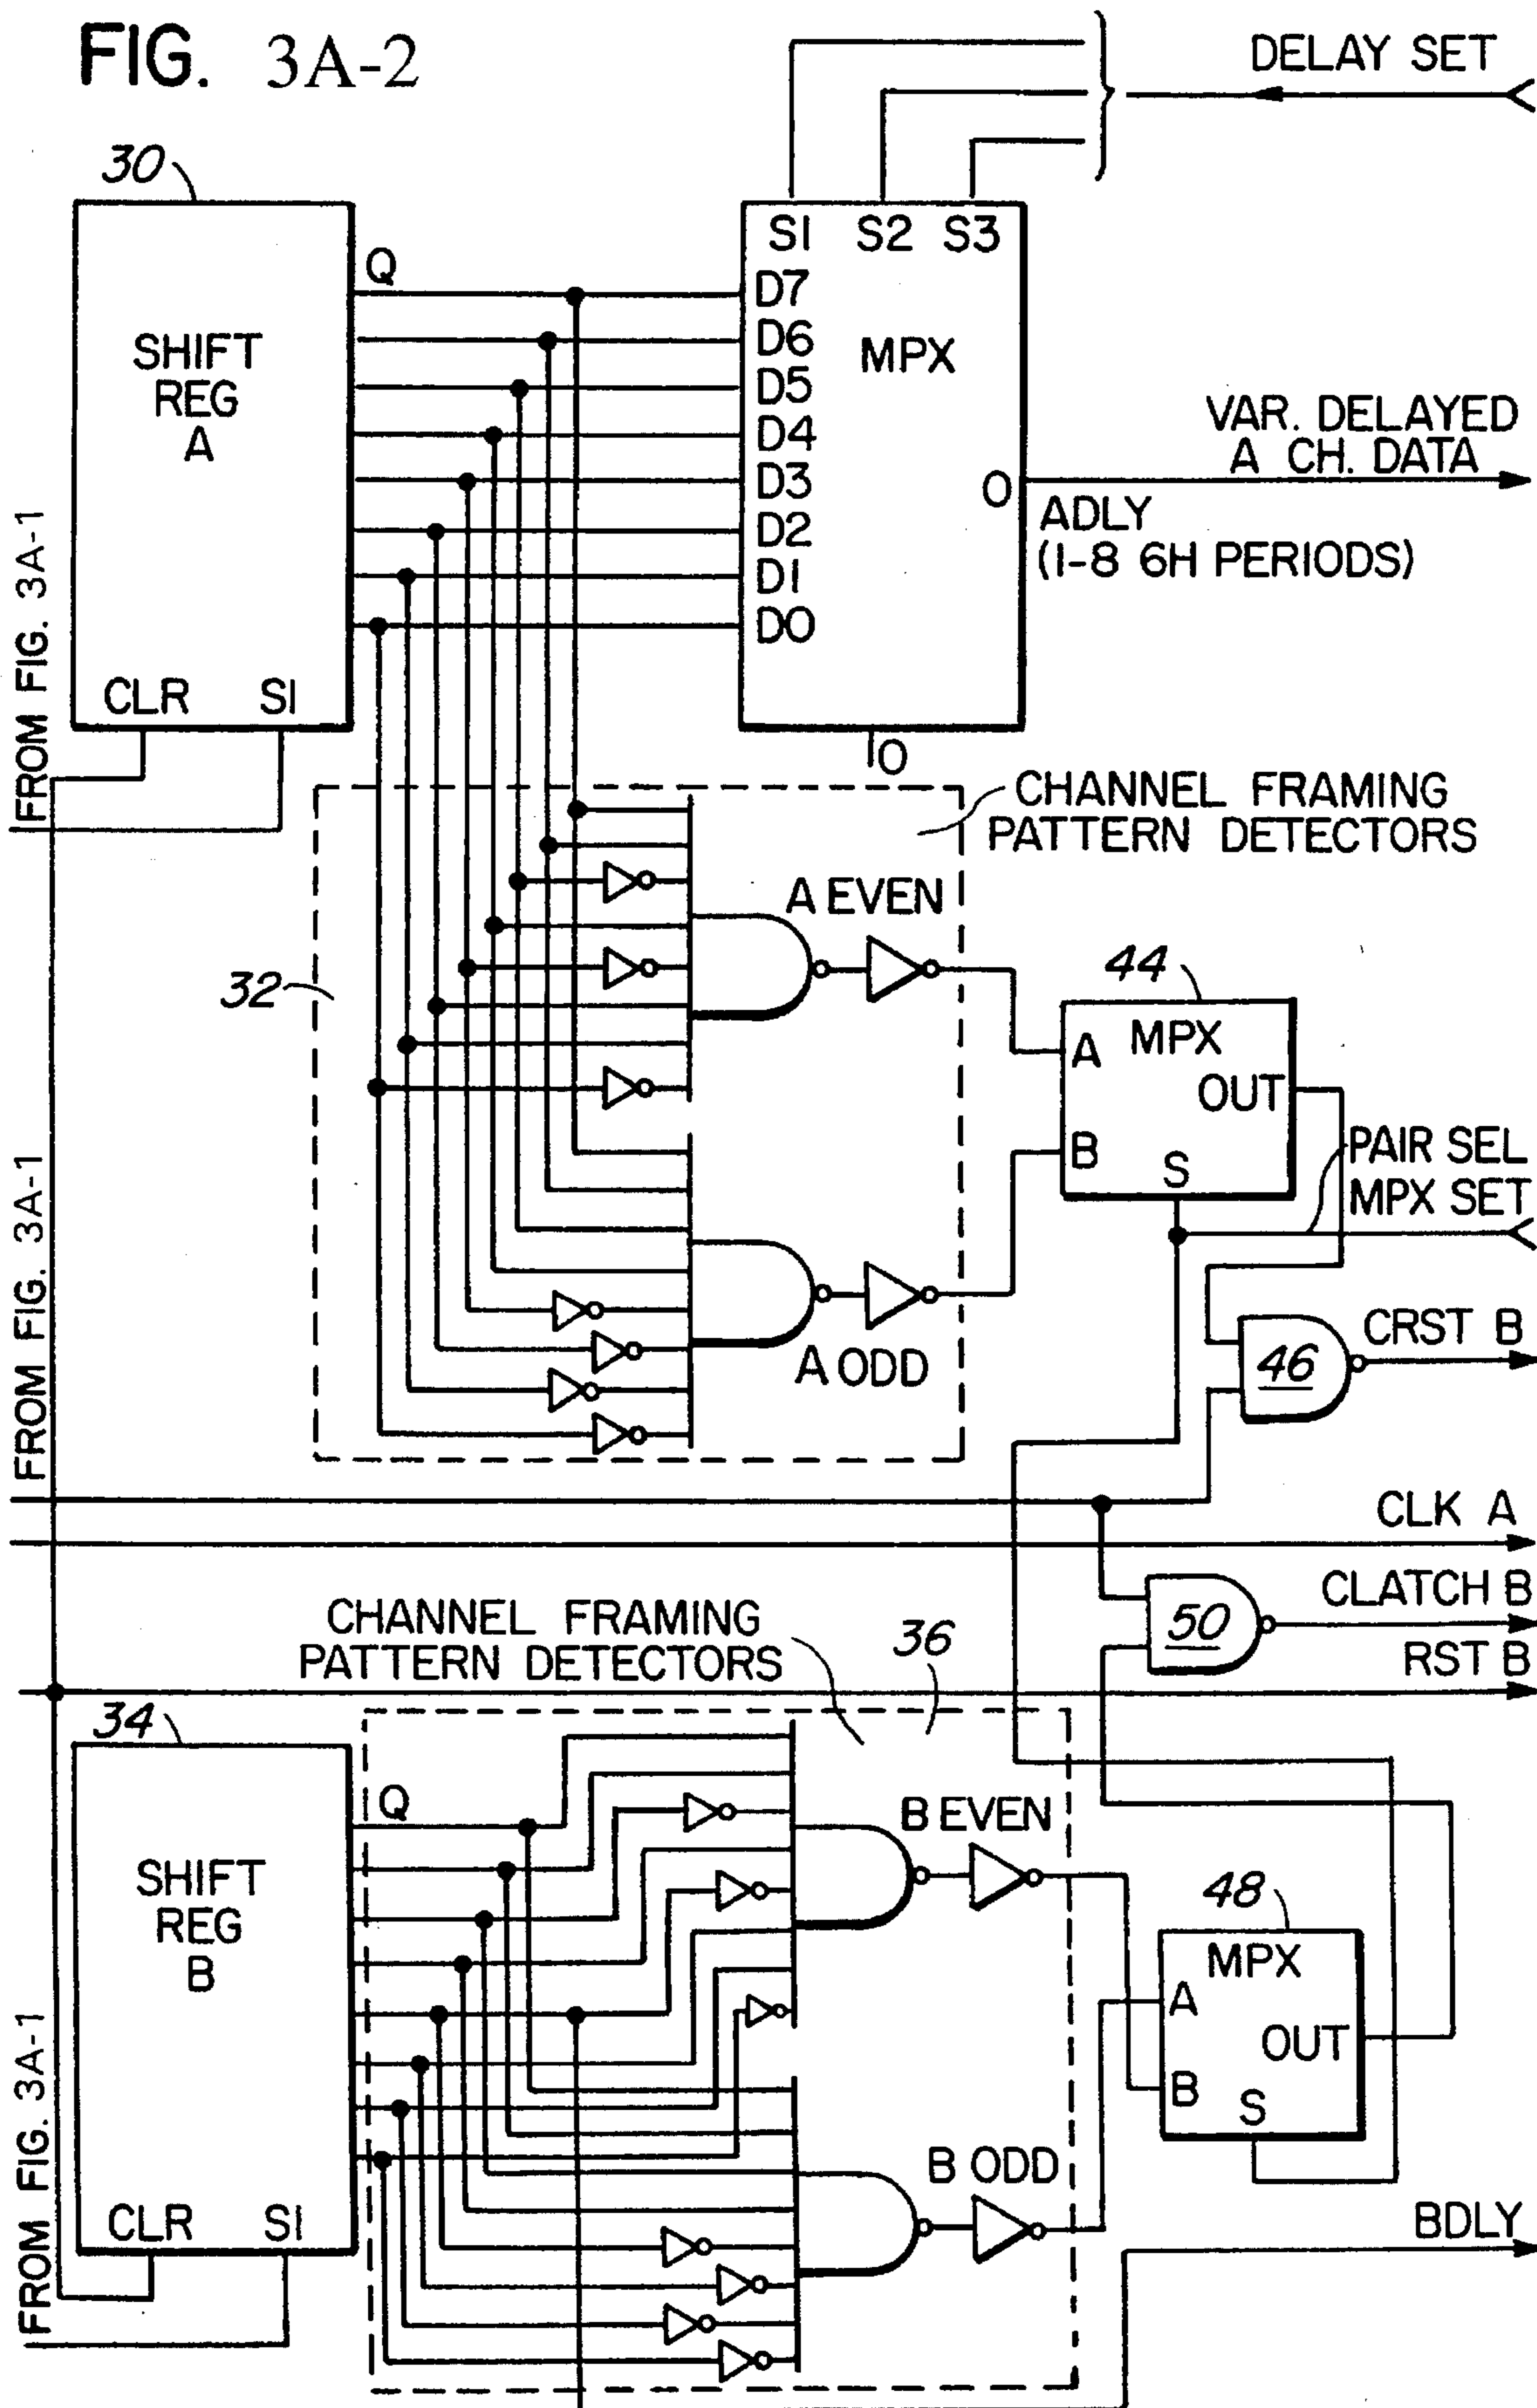 FIG. 3A-2
DELAY SET
30
S1 S2 S3
Q
D7
D6
D5
D4
D3
D2
D1
D0
SHIFT
REG
A
MPX
O
VAR. DELAYED
A CH. DATA
ADLY
(1-8 6H PERIODS)
CLR SI
O
FROM FIG. 3A-1
CHANNEL FRAMING
PATTERN DETECTORS
A EVEN
32
44
MPX
A
OUT
B
S
PAIR SEL
MPX SET
A ODD
46
CRST B
FROM FIG. 3A-1
CLK A
CLATCH B
50
RST B
CHANNEL FRAMING
PATTERN DETECTORS
36
34
Q
SHIFT
REG
B
B EVEN
48
MPX
A
OUT
B
S
B ODD
CLR SI
BDLY
FROM FIG. 3A-1